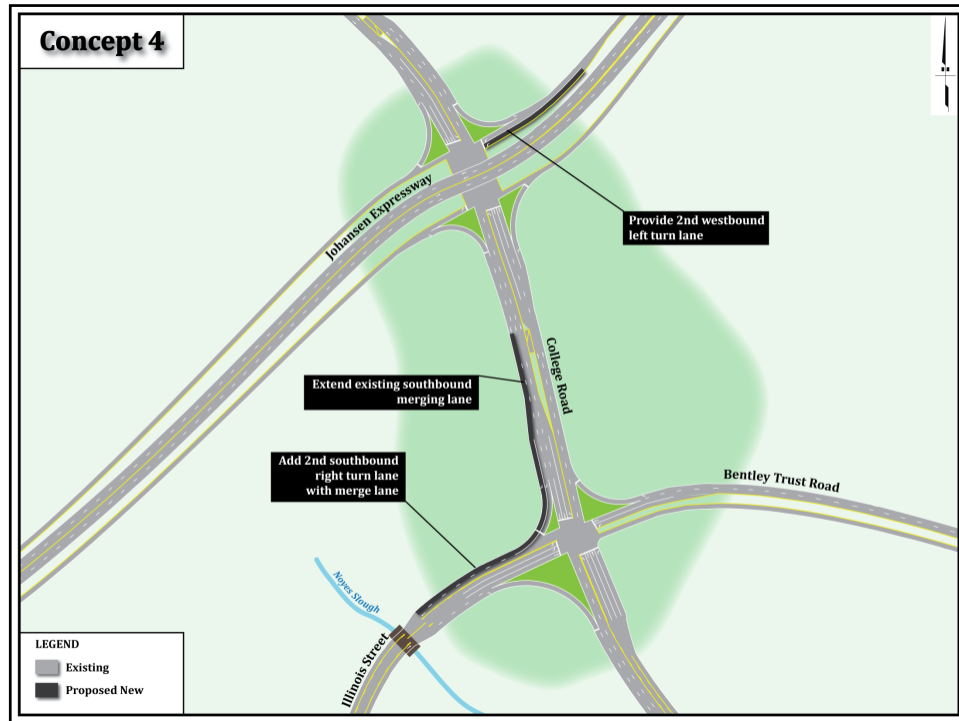 Concept 4
Johansen Expressway
Provide 2nd westbound
left turn lane
College Road
Extend existing southbound
merging lane
Add 2nd southbound
right turn lane
with merge lane
Bentley Trust Road
Noyes Slough
Illinois Street
LEGEND
Existing
Proposed New